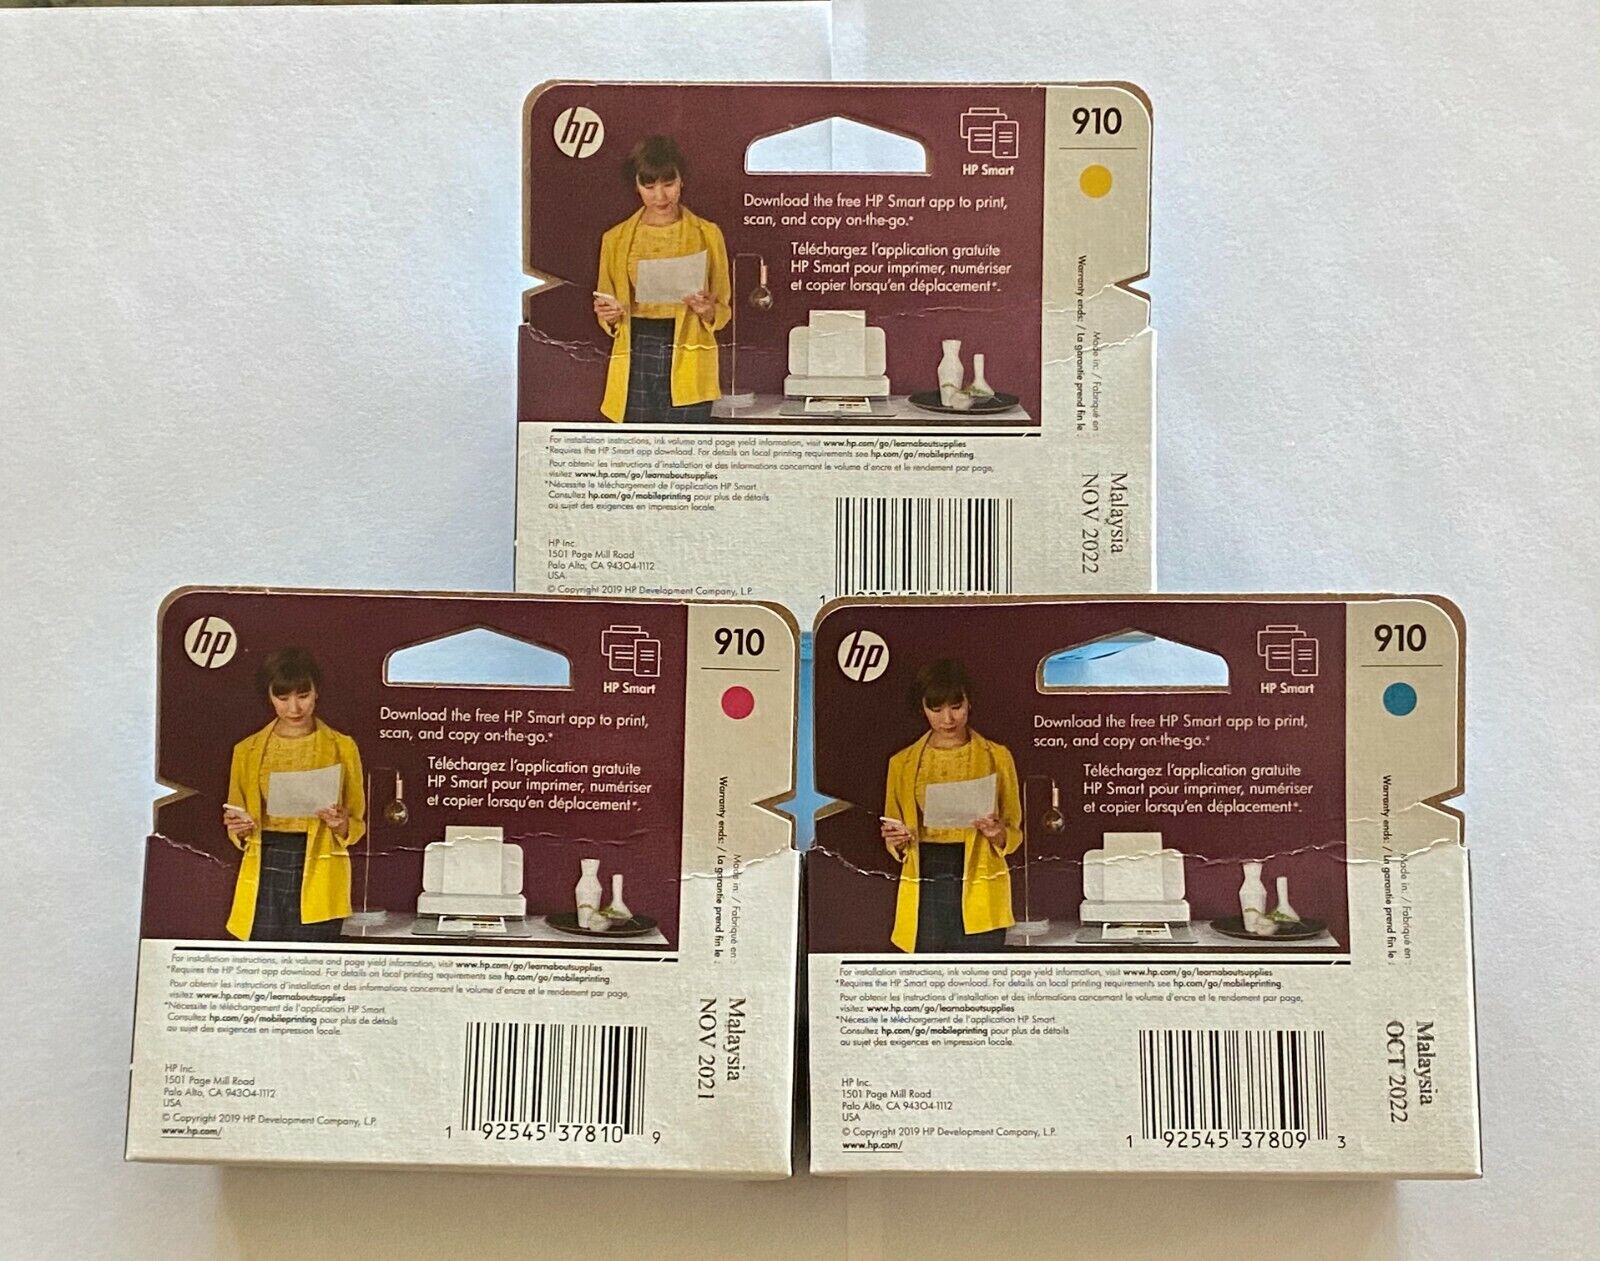 hp
HP Smart
910
Download the free HP Smart app to print,
scan, and copy on-the-go.*
Téléchargez l'application gratuite
HP Smart pour imprimer, numériser
et copier lorsqu'en déplacement*.
Warranty ends: / La garantie prend fin le :
Made in: / Fabriqué en :
Malaysia
NOV 2022
For installation instructions, ink volume and page yield information, visit www.hp.com/go/learnaboutsupplies
*Requires the HP Smart app download. For details on local printing requirements see hp.com/go/mobileprinting.
Pour obtenir les instructions d'installation et des informations concernant le volume d'encre et le rendement par page,
visitez www.hp.com/go/learnaboutsupplies
*Nécessite le téléchargement de l'application HP Smart.
Consultez hp.com/go/mobileprinting pour plus de détails
au sujet des exigences en impression locale.
HP Inc.
1501 Page Mill Road
Palo Alto, CA 94304-1112
USA
© Copyright 2019 HP Development Company, L.P.
hp
HP Smart
910
Download the free HP Smart app to print,
scan, and copy on-the-go.*
Téléchargez l'application gratuite
HP Smart pour imprimer, numériser
et copier lorsqu'en déplacement*.
Warranty ends: / La garantie prend fin le :
Made in: / Fabriqué en :
Malaysia
NOV 2021
For installation instructions, ink volume and page yield information, visit www.hp.com/go/learnaboutsupplies
*Requires the HP Smart app download. For details on local printing requirements see hp.com/go/mobileprinting.
Pour obtenir les instructions d'installation et des informations concernant le volume d'encre et le rendement par page,
visitez www.hp.com/go/learnaboutsupplies
*Nécessite le téléchargement de l'application HP Smart.
Consultez hp.com/go/mobileprinting pour plus de détails
au sujet des exigences en impression locale.
HP Inc.
1501 Page Mill Road
Palo Alto, CA 94304-1112
USA
© Copyright 2019 HP Development Company, L.P.
www.hp.com/
1 92545 37810 9
hp
HP Smart
910
Download the free HP Smart app to print,
scan, and copy on-the-go.*
Téléchargez l'application gratuite
HP Smart pour imprimer, numériser
et copier lorsqu'en déplacement*.
Warranty ends: / La garantie prend fin le :
Made in: / Fabriqué en :
Malaysia
OCT 2022
For installation instructions, ink volume and page yield information, visit www.hp.com/go/learnaboutsupplies
*Requires the HP Smart app download. For details on local printing requirements see hp.com/go/mobileprinting.
Pour obtenir les instructions d'installation et des informations concernant le volume d'encre et le rendement par page,
visitez www.hp.com/go/learnaboutsupplies
*Nécessite le téléchargement de l'application HP Smart.
Consultez hp.com/go/mobileprinting pour plus de détails
au sujet des exigences en impression locale.
HP Inc.
1501 Page Mill Road
Palo Alto, CA 94304-1112
USA
© Copyright 2019 HP Development Company, L.P.
www.hp.com/
1 92545 37809 3